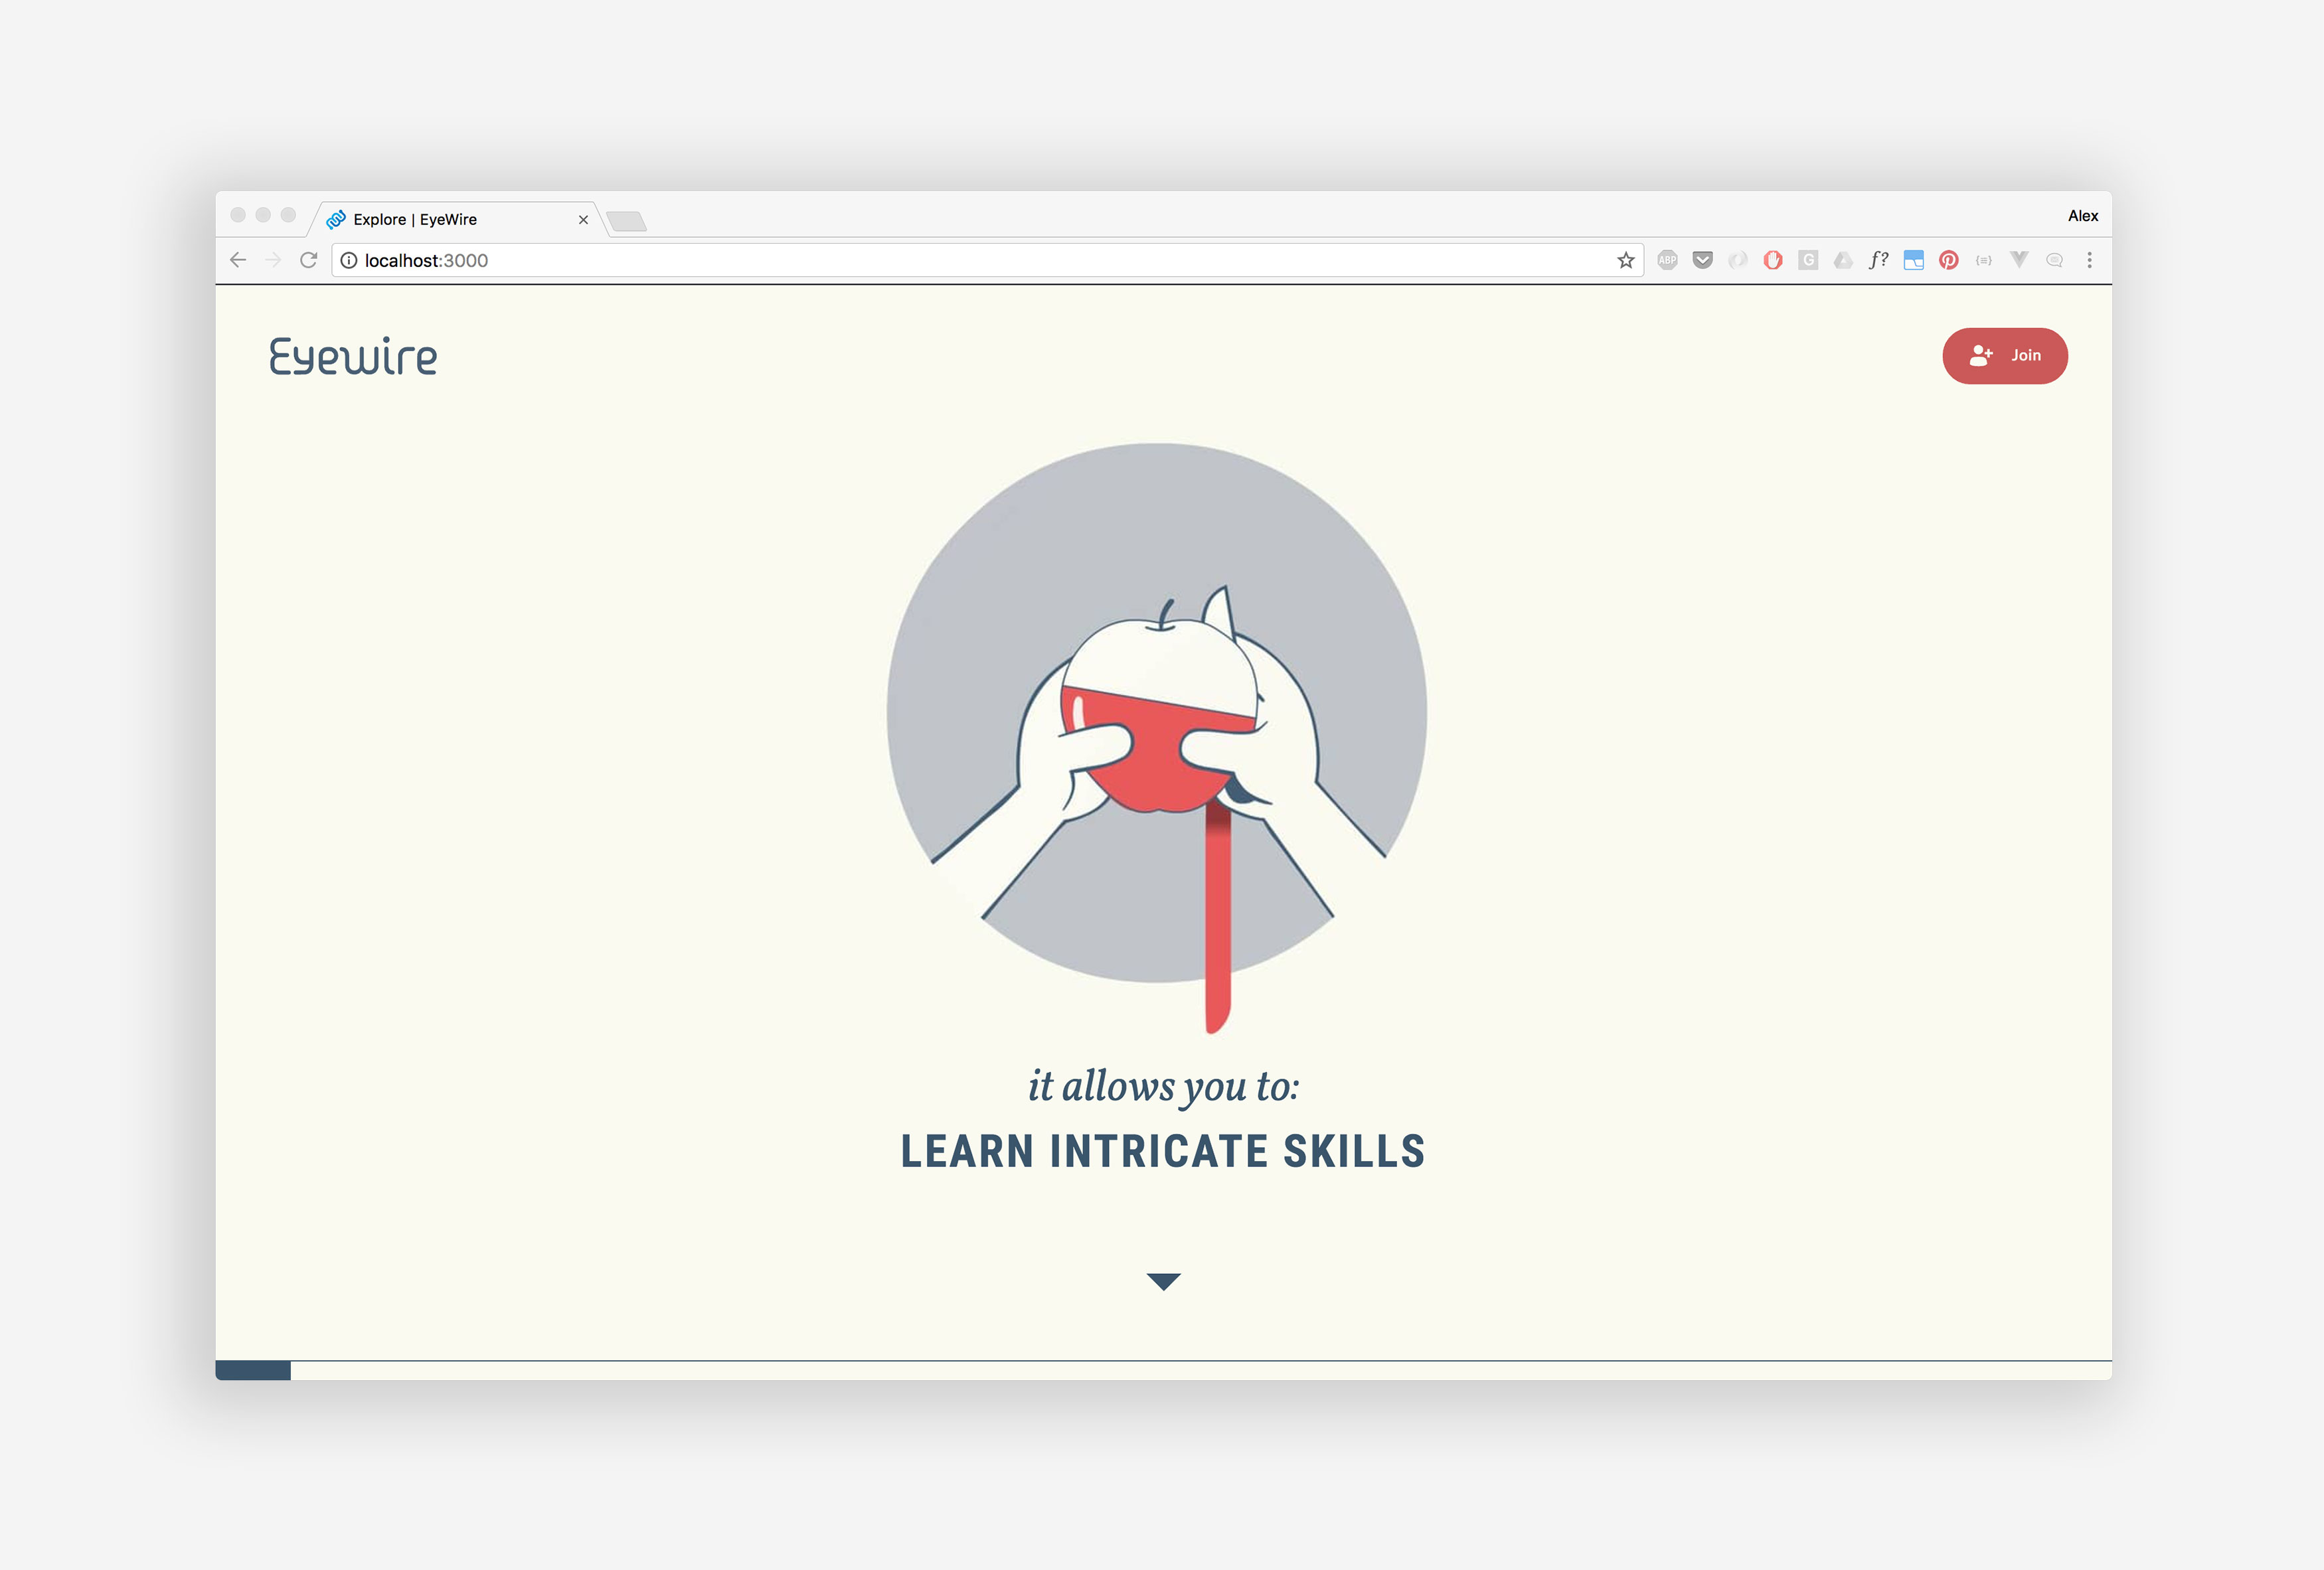 Explore | EyeWire
Alex
localhost:3000
ABP
G
f?
Eyewire
Join
it allows you to:
LEARN INTRICATE SKILLS